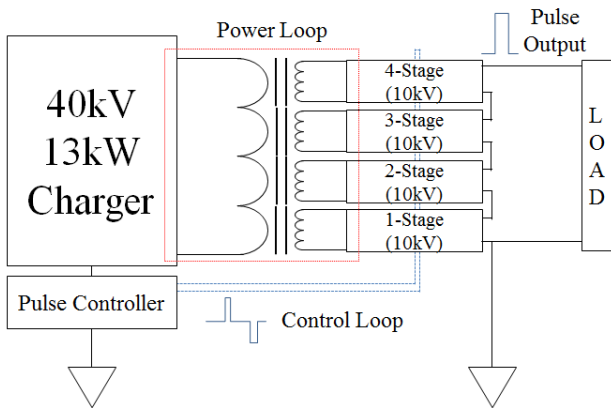 Power Loop
Pulse
Output
40kV
13kW
Charger
4-Stage
(10kV)
3-Stage
(10kV)
2-Stage
(10kV)
1-Stage
(10kV)
L
O
A
D
Pulse Controller
Control Loop